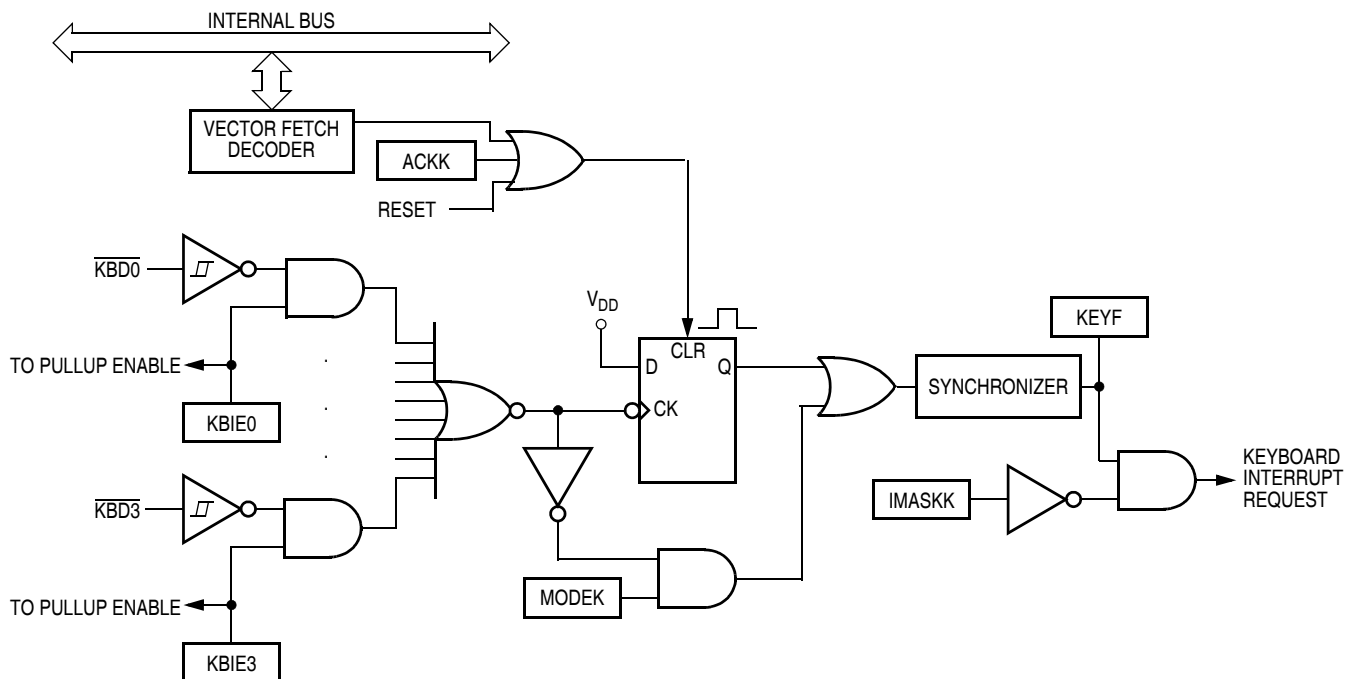 INTERNAL BUS
VECTOR FETCH
DECODER
ACKK
RESET
KBD0
TO PULLUP ENABLE
KBIE0
KBD3
TO PULLUP ENABLE
KBIE3
VDD
CLR
D
Q
CK
MODEK
SYNCHRONIZER
KEYF
IMASKK
KEYBOARD
INTERRUPT
REQUEST